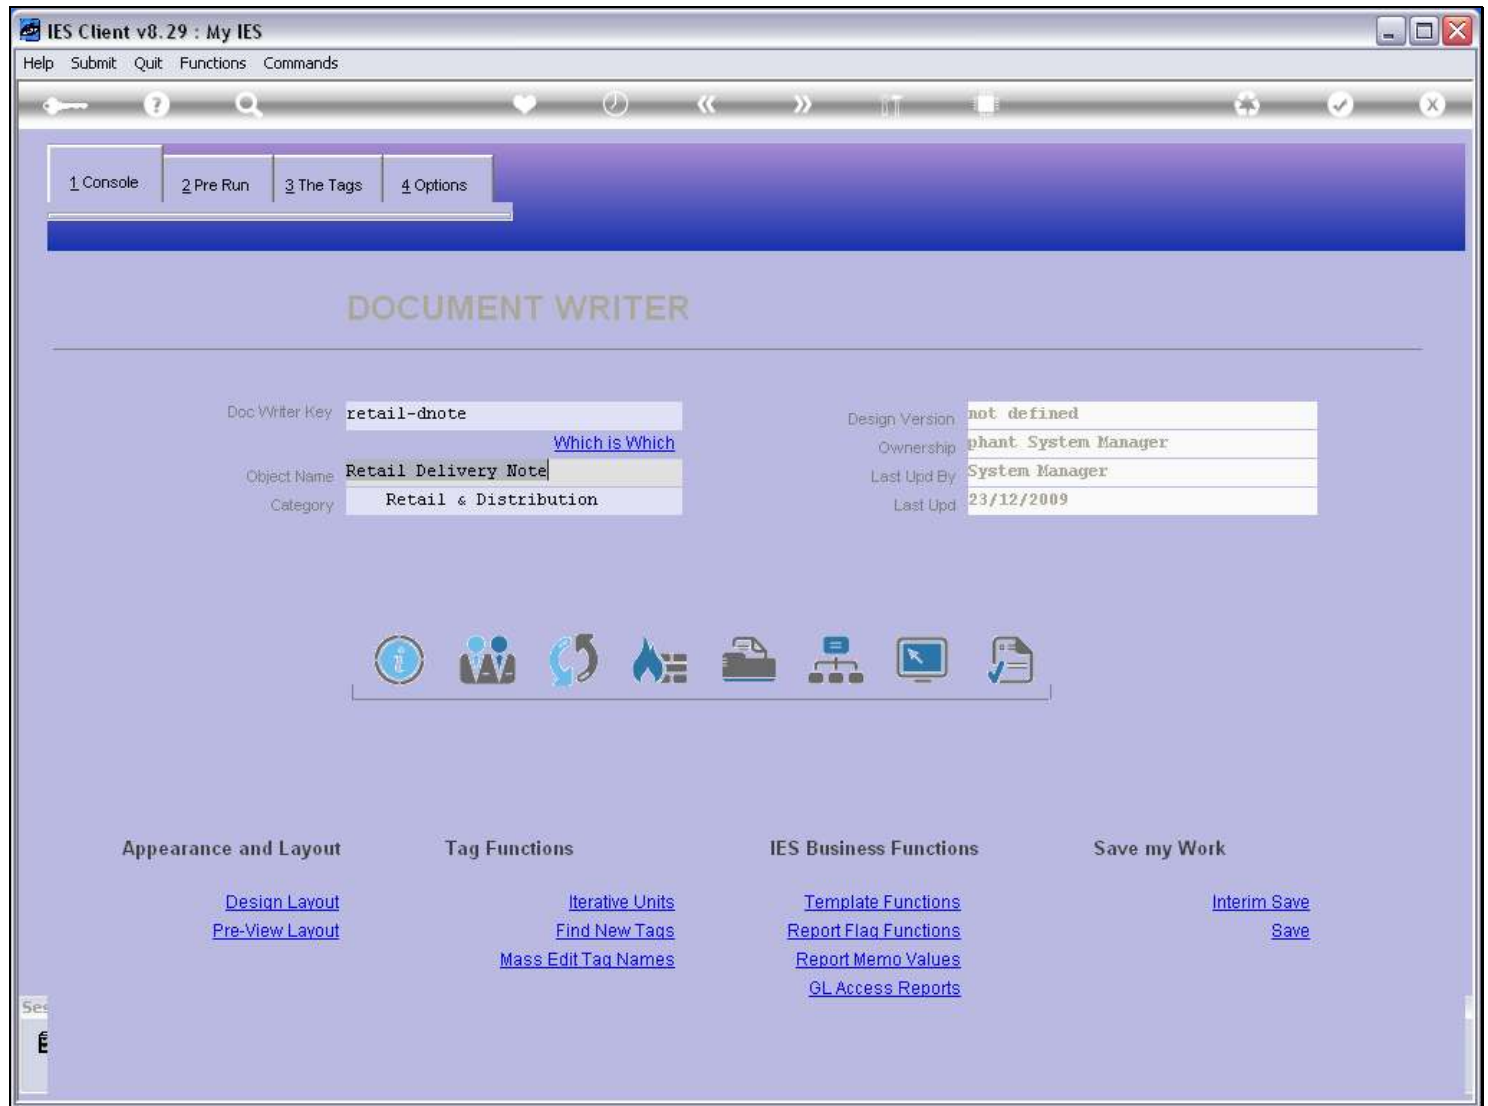 IES Client v8.29 : My IES
Help Submit Quit Functions Commands
1 Console 2 Pre Run 3 The Tags 4 Options
DOCUMENT WRITER
Doc Writer Key retail-dnote
Which is Which
Object Name Retail Delivery Note
Category Retail & Distribution
Design Version not defined
Ownership phant System Manager
Last Upd By System Manager
Last Upd 23/12/2009
Appearance and Layout
Design Layout
Pre-View Layout
Tag Functions
Iterative Units
Find New Tags
Mass Edit Tag Names
IES Business Functions
Template Functions
Report Flag Functions
Report Memo Values
GL Access Reports
Save my Work
Interim Save
Save